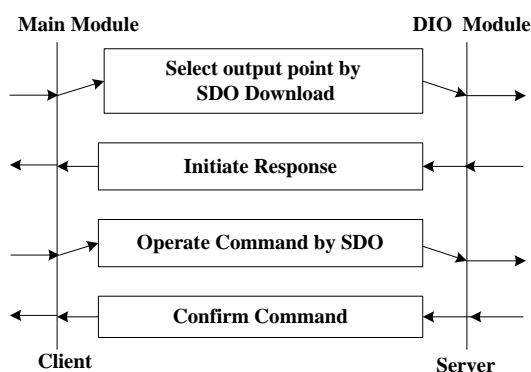 Main Module
DIO Module
Select output point by
SDO Download
Initiate Response
Operate Command by SDO
Confirm Command
Client
Server